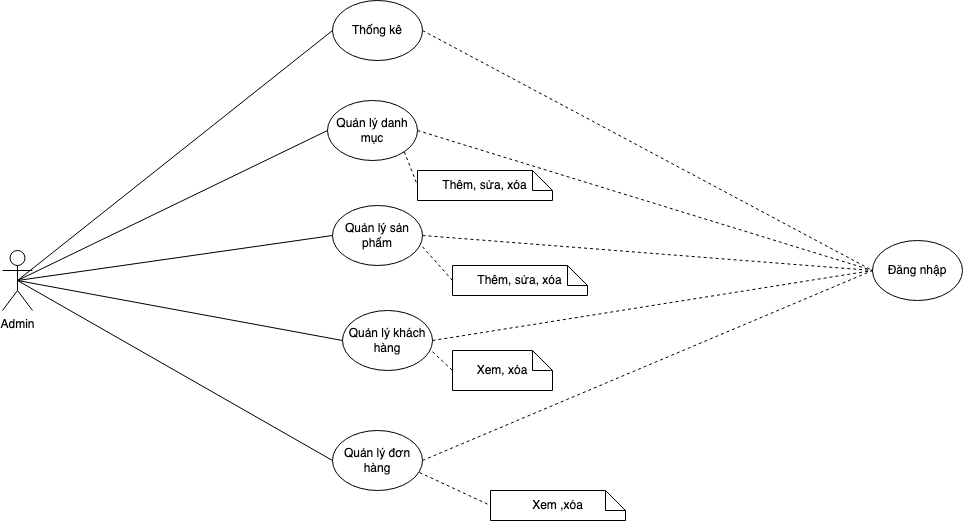 Thống kê
Quản lý danh
mục
Thêm, sửa, xóa
Quản lý sản
phẩm
Thêm, sửa, xóa
Đăng nhập
Admin
Quản lý khách
hàng
Xem, xóa
Quản lý đơn
hàng
Xem ,xóa